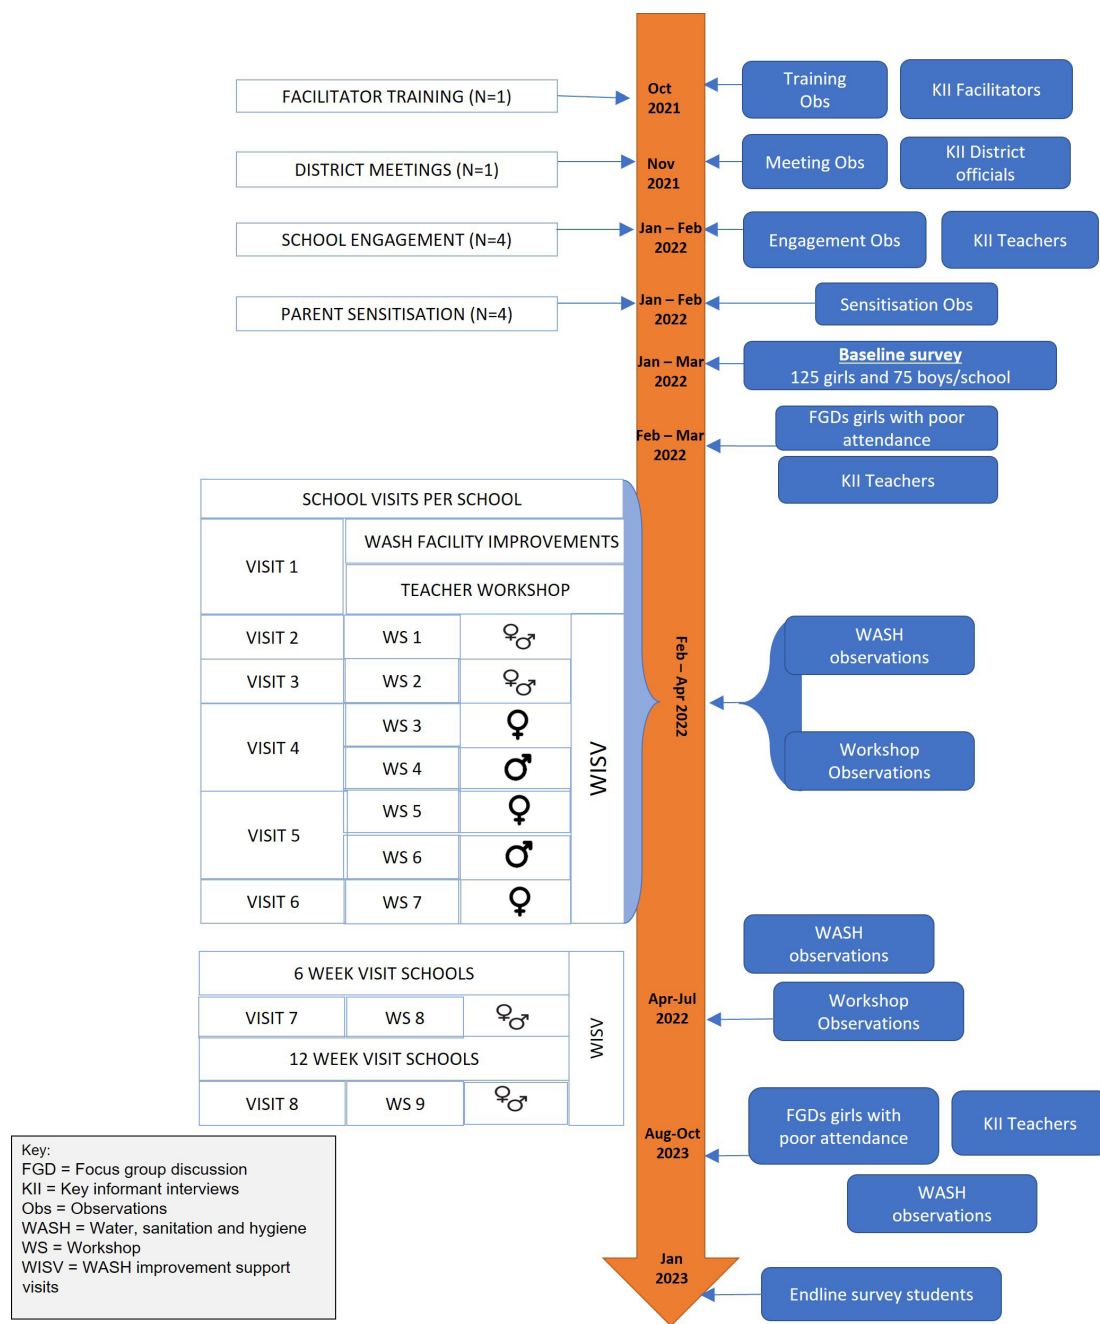 FACILITATOR TRAINING (N=1)
Oct
2021
Training
Obs
KII Facilitators
DISTRICT MEETINGS (N=1)
Nov
2021
Meeting Obs
KII District
officials
SCHOOL ENGAGEMENT (N=4)
Jan – Feb
2022
Engagement Obs
KII Teachers
PARENT SENSITISATION (N=4)
Jan – Feb
2022
Sensitisation Obs
Jan – Mar
2022
Baseline survey
125 girls and 75 boys/school
Feb – Mar
2022
FGDs girls with poor
attendance
KII Teachers
SCHOOL VISITS PER SCHOOL
VISIT 1
WASH FACILITY IMPROVEMENTS
TEACHER WORKSHOP
VISIT 2
WS 1
VISIT 3
WS 2
VISIT 4
WS 3
WS 4
VISIT 5
WS 5
WS 6
VISIT 6
WS 7
WISV
Feb – Apr 2022
WASH
observations
Workshop
Observations
6 WEEK VISIT SCHOOLS
VISIT 7
WS 8
12 WEEK VISIT SCHOOLS
VISIT 8
WS 9
WISV
Apr-Jul
2022
WASH
observations
Workshop
Observations
Aug-Oct
2023
FGDs girls with
poor attendance
KII Teachers
WASH
observations
Jan
2023
Endline survey students
Key:
FGD = Focus group discussion
KII = Key informant interviews
Obs = Observations
WASH = Water, sanitation and hygiene
WS = Workshop
WISV = WASH improvement support
visits